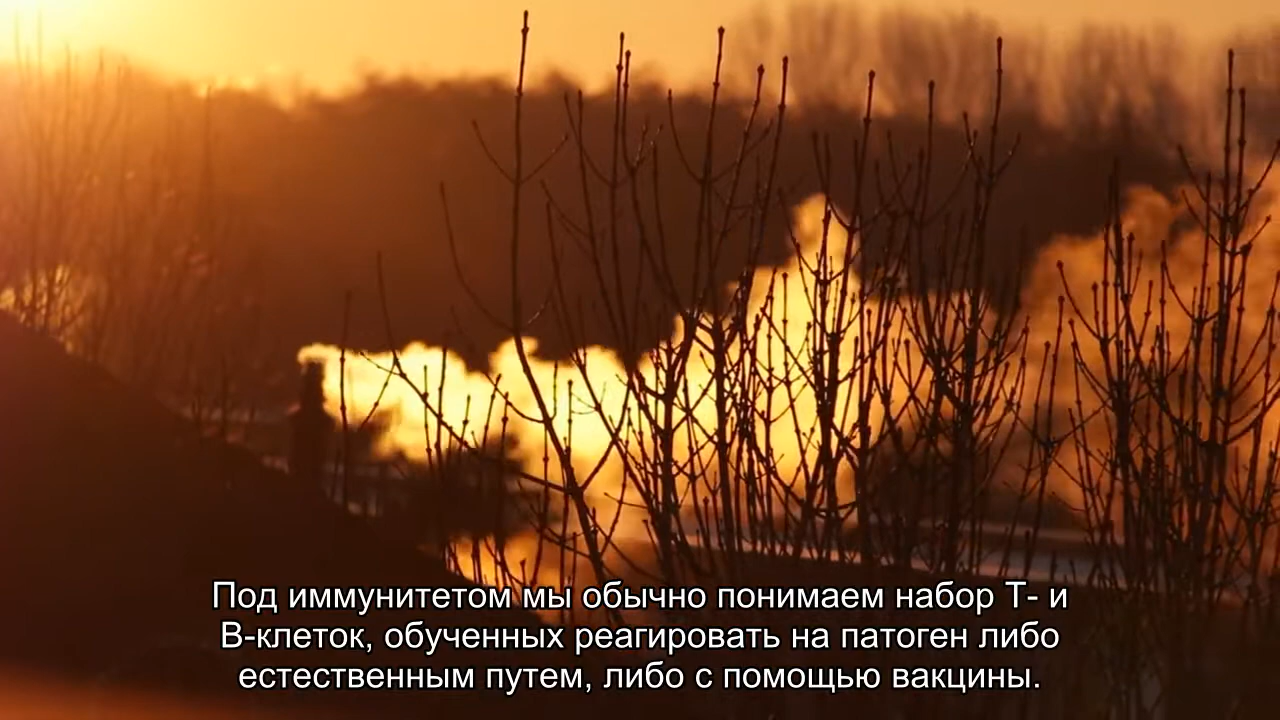 Под иммунитетом мы обычно понимаем набор Т- и
В-клеток, обученных реагировать на патоген либо
естественным путем, либо с помощью вакцины.